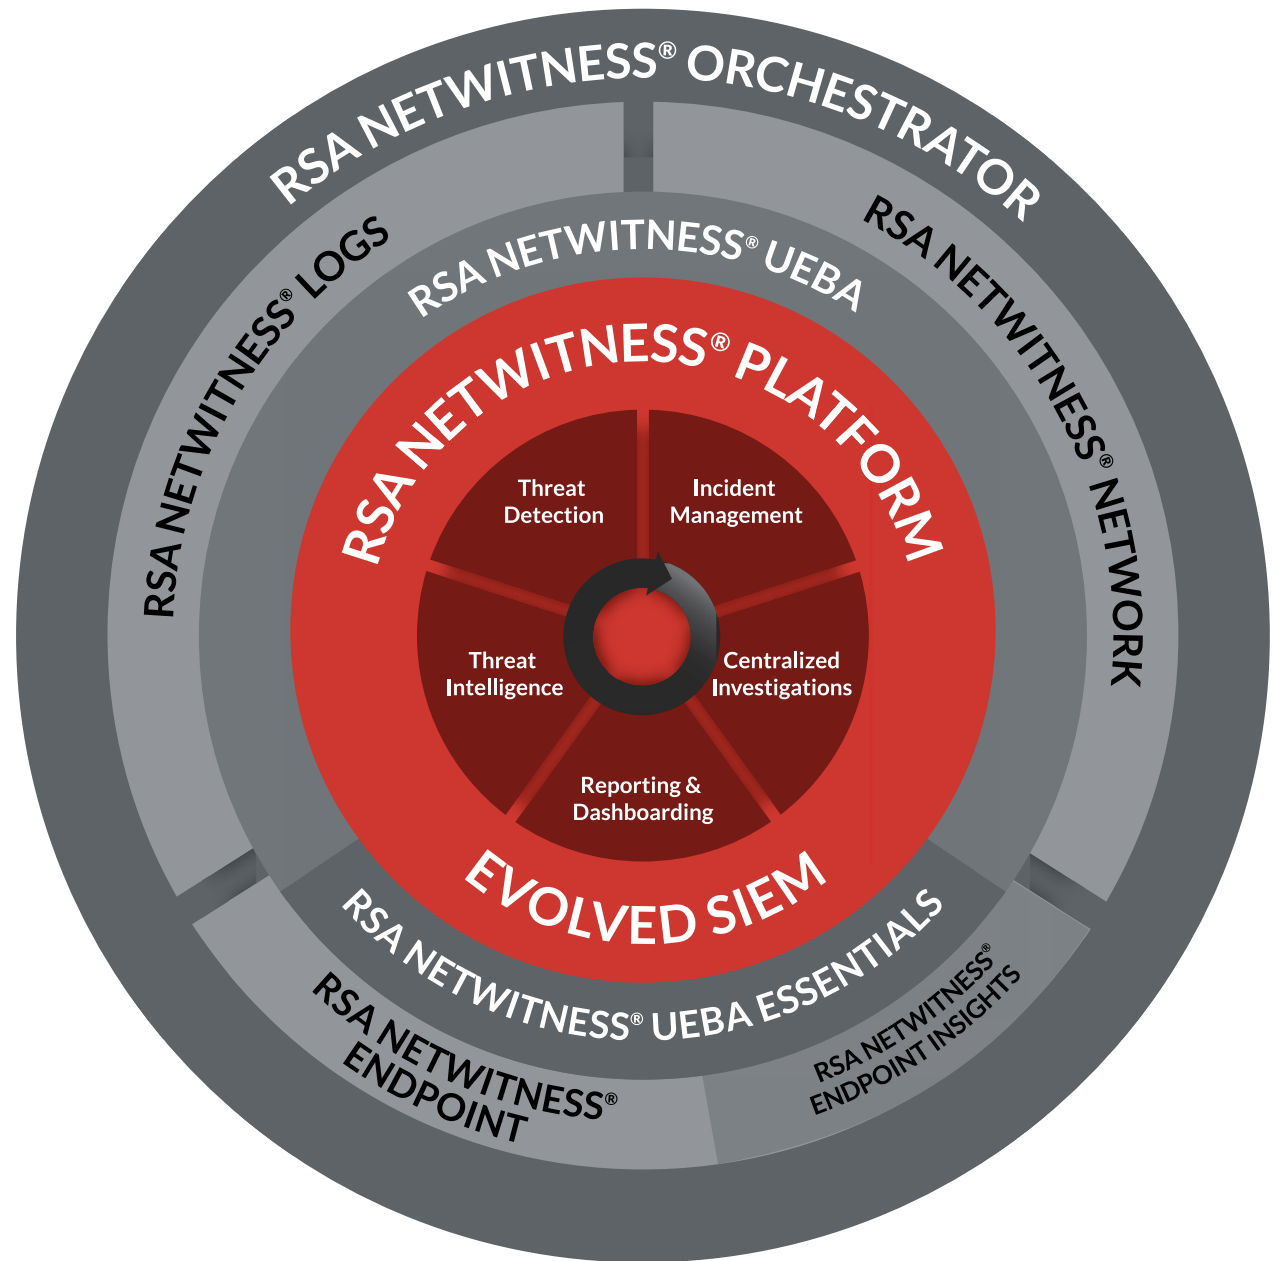 RSA NETWITNESS® ORCHESTRATOR
RSA NETWITNESS® LOGS
RSA NETWITNESS® NETWORK
RSA NETWITNESS® UEBA
RSA NETWITNESS® PLATFORM
Threat
Detection
Incident
Management
Threat
Intelligence
Centralized
Investigations
Reporting &
Dashboarding
EVOLVED SIEM
RSA NETWITNESS® UEBA ESSENTIALS
RSA NETWITNESS®
ENDPOINT
RSA NETWITNESS®
ENDPOINT INSIGHTS